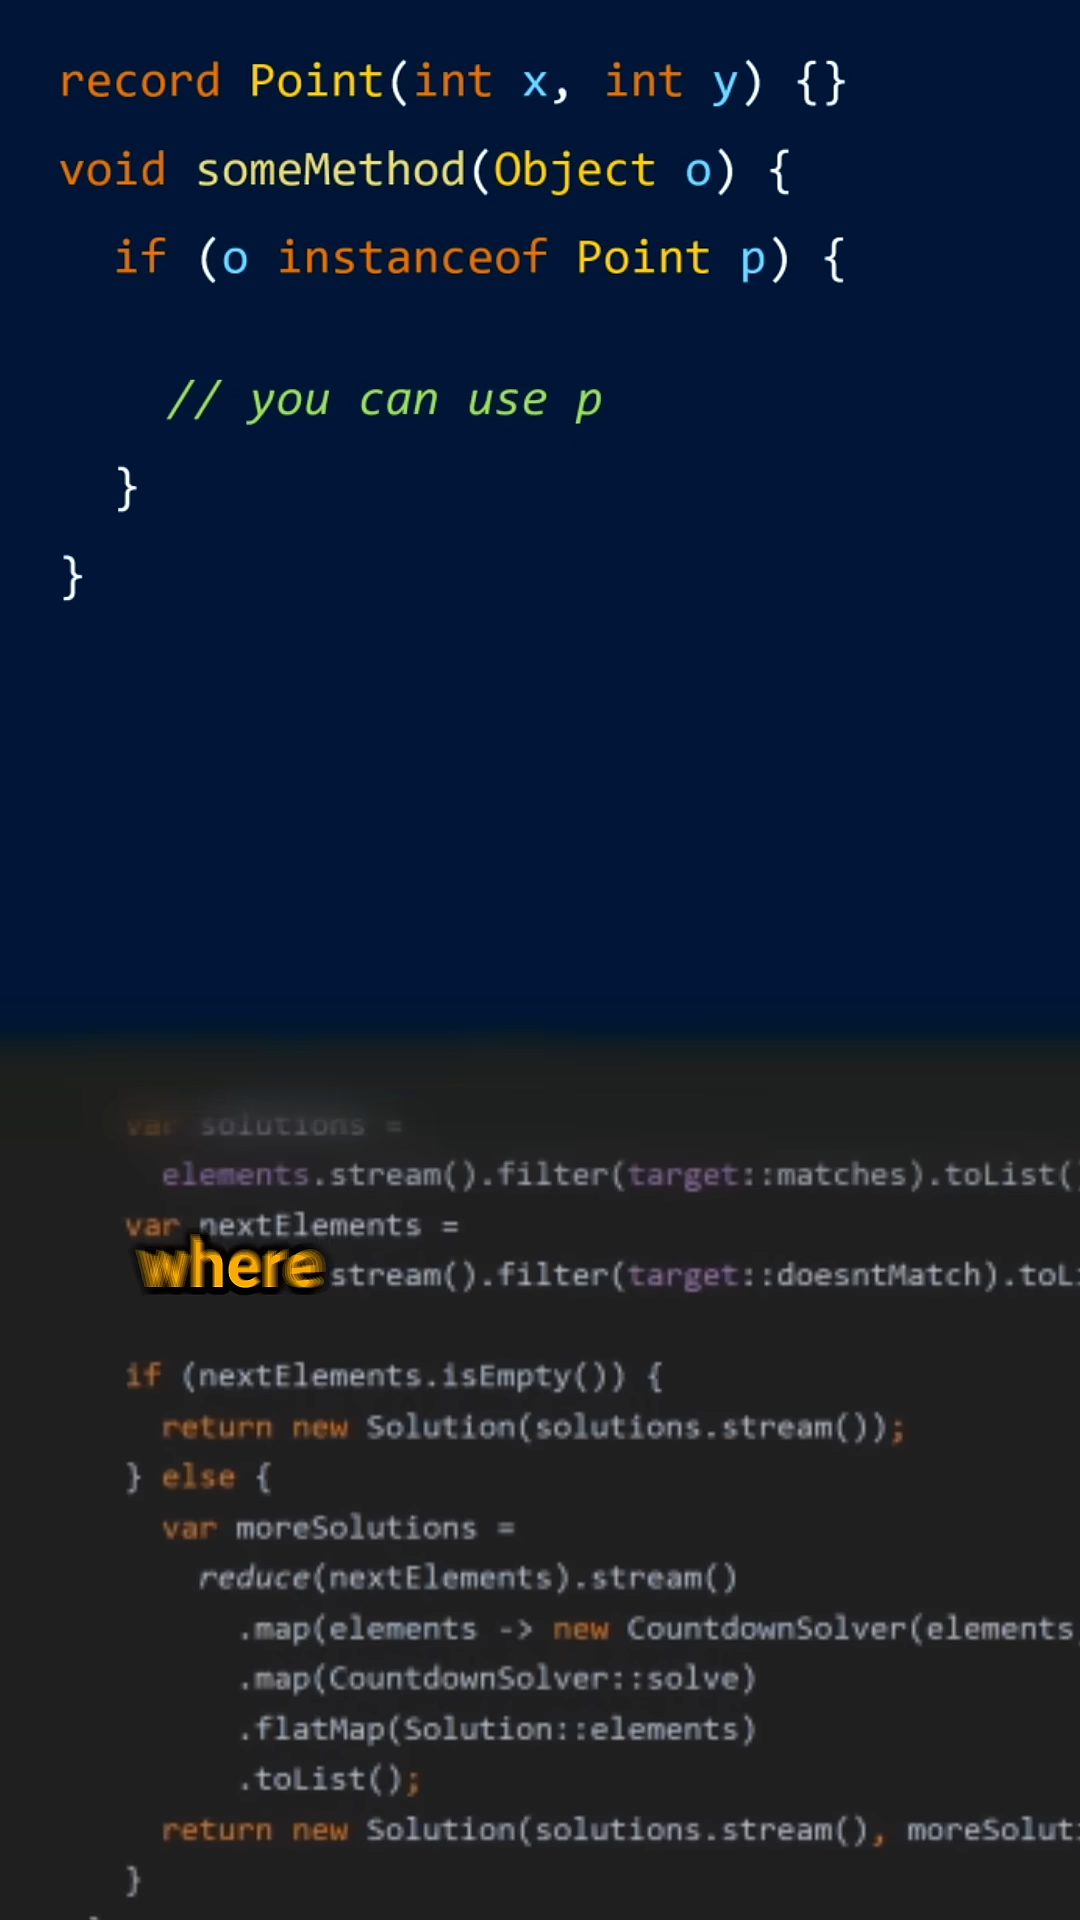 record Point(int x, int y) {}
void someMethod(Object o) {
if (o instanceof Point p) {
// you can use p
}
}
var solutions =
elements.stream().filter(target::matches).toList(
var nextElements =
where stream().filter(target::doesntMatch).toL
if (nextElements.isEmpty()) {
return new Solution(solutions.stream());
} else {
var moreSolutions =
reduce(nextElements).stream()
.map(elements -> new CountdownSolver(elements
.map(CountdownSolver::solve)
.flatMap(Solution::elements)
.toList();
return new Solution(solutions.stream(), moreSolut
}